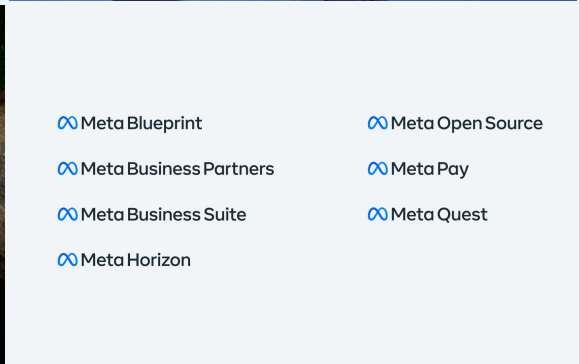 Meta Blueprint
Meta Business Partners
Meta Business Suite
Meta Horizon
Meta Open Source
Meta Pay
Meta Quest